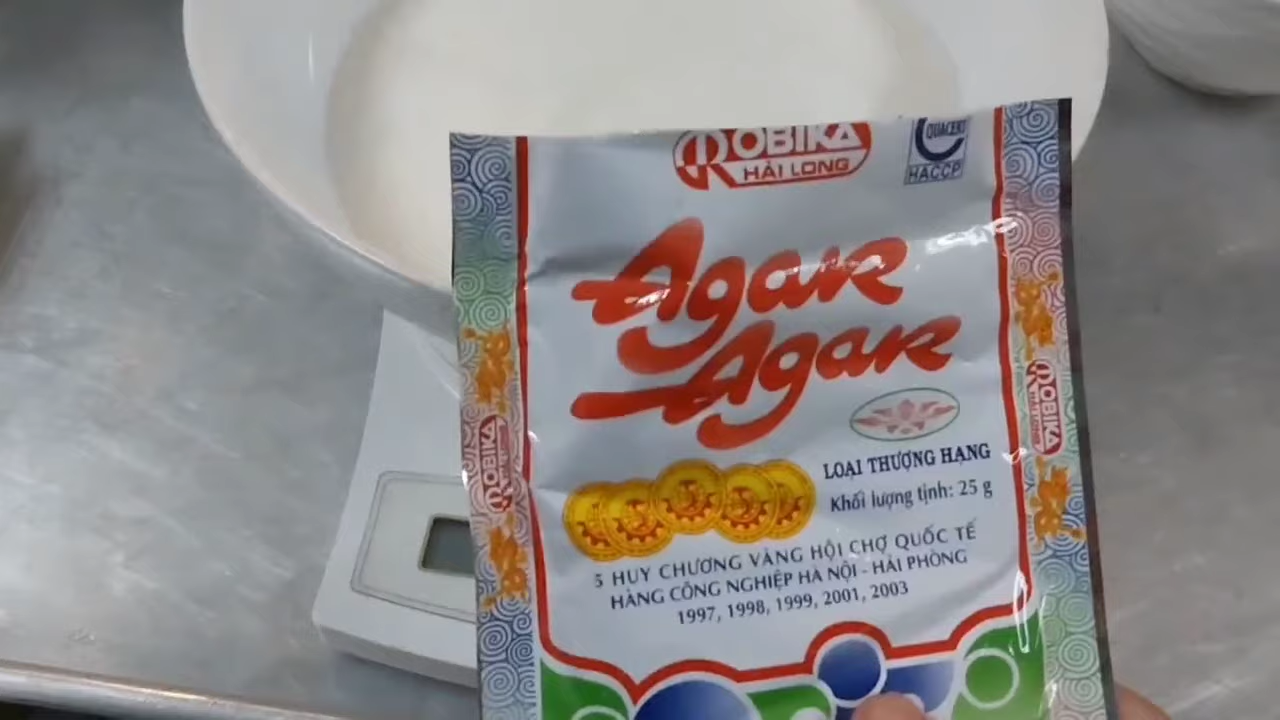 ROBIKA
HẢI LONG
QUACERT
HACCP
Agar
Agar
LOẠI THƯỢNG HẠNG
Khối lượng tịnh: 25 g
5 HUY CHƯƠNG VÀNG HỘI CHỢ QUỐC TẾ
HÀNG CÔNG NGHIỆP HÀ NỘI - HẢI PHÒNG
1997, 1998, 1999, 2001, 2003
ROBIKA
ROBIKA